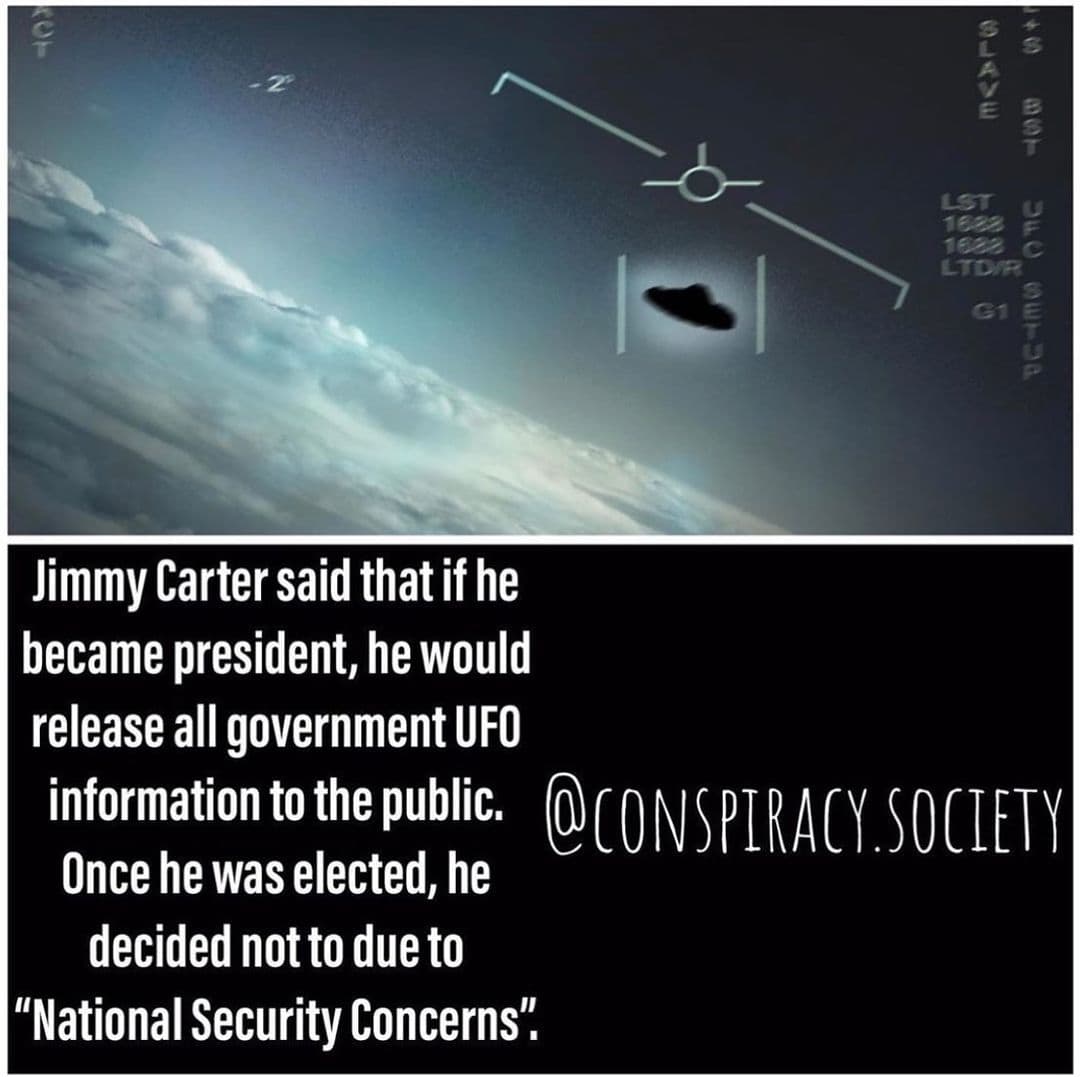 ACT
- 2°
SLAVE
L+S BST UFC SETUP
LST
1688
1688
LTD/R
G1
Jimmy Carter said that if he
became president, he would
release all government UFO
information to the public.
Once he was elected, he
decided not to due to
“National Security Concerns”.
@CONSPIRACY.SOCIETY